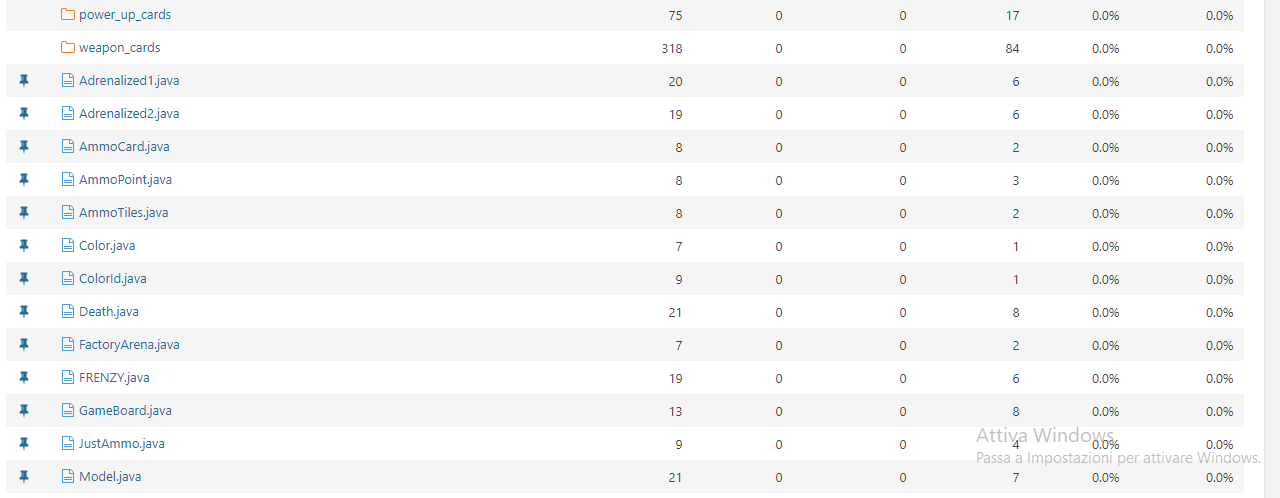 power_up_cards 75 0 0 17 0.0% 0.0%
weapon_cards 318 0 0 84 0.0% 0.0%
Adrenalized1.java 20 0 0 6 0.0% 0.0%
Adrenalized2.java 19 0 0 6 0.0% 0.0%
AmmoCard.java 8 0 0 2 0.0% 0.0%
AmmoPoint.java 8 0 0 3 0.0% 0.0%
AmmoTiles.java 8 0 0 2 0.0% 0.0%
Color.java 7 0 0 1 0.0% 0.0%
ColorId.java 9 0 0 1 0.0% 0.0%
Death.java 21 0 0 8 0.0% 0.0%
FactoryArena.java 7 0 0 2 0.0% 0.0%
FRENZY.java 19 0 0 6 0.0% 0.0%
GameBoard.java 13 0 0 8 0.0% 0.0%
JustAmmo.java 9 0 0 4 0.0% 0.0%
Model.java 21 0 0 7 0.0% 0.0%
Attiva Windows
Passa a Impostazioni per attivare Windows.